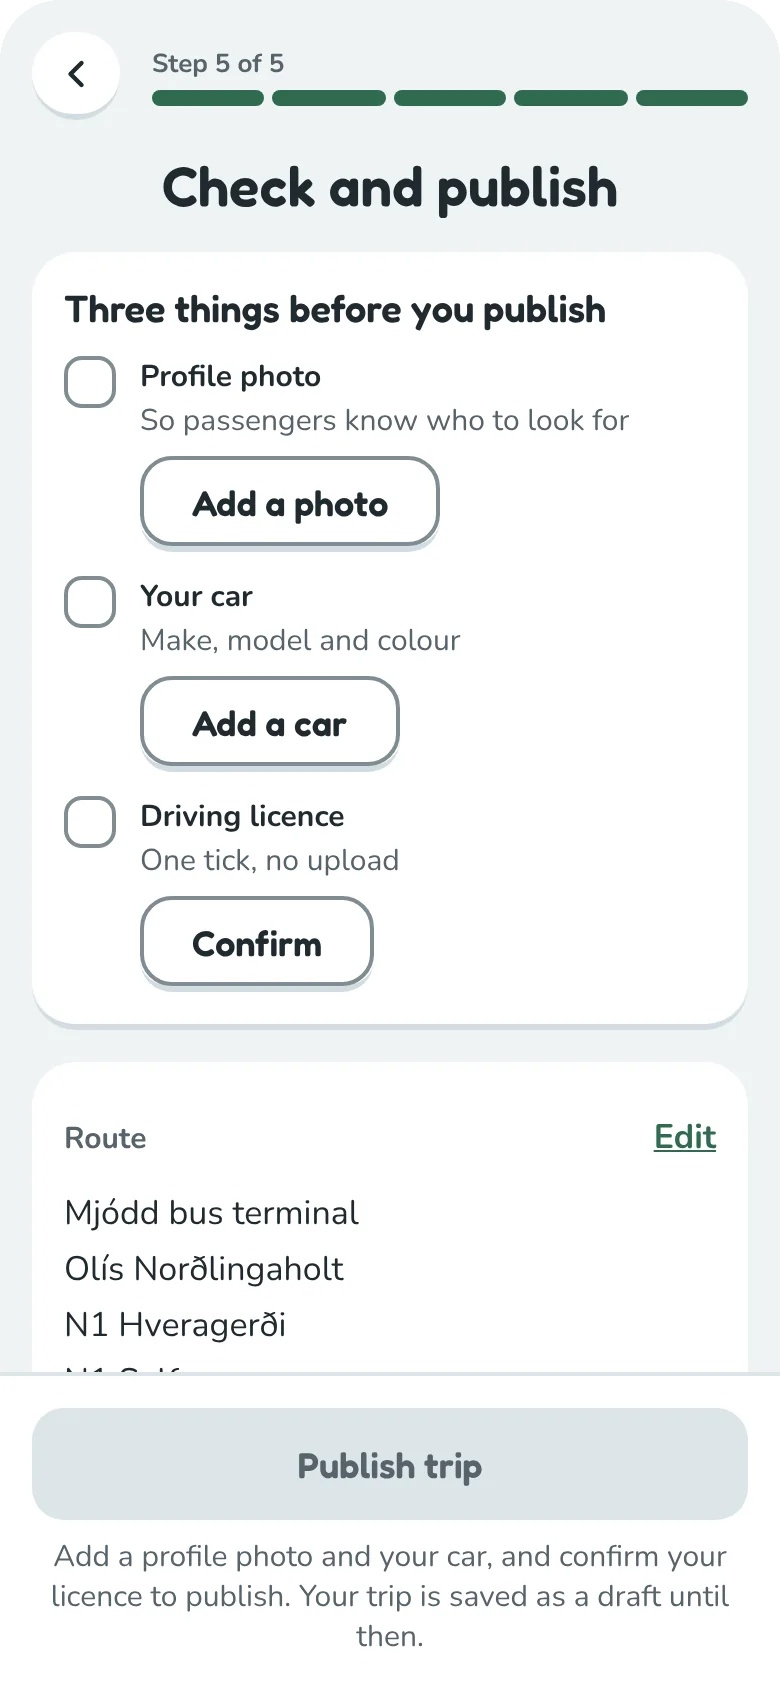 Step 5 of 5
Check and publish
Three things before you publish
Profile photo
So passengers know who to look for
Add a photo
Your car
Make, model and colour
Add a car
Driving licence
One tick, no upload
Confirm
Route
Edit
Mjódd bus terminal
Olís Norðlingaholt
N1 Hveragerði
Publish trip
Add a profile photo and your car, and confirm your
licence to publish. Your trip is saved as a draft until
then.